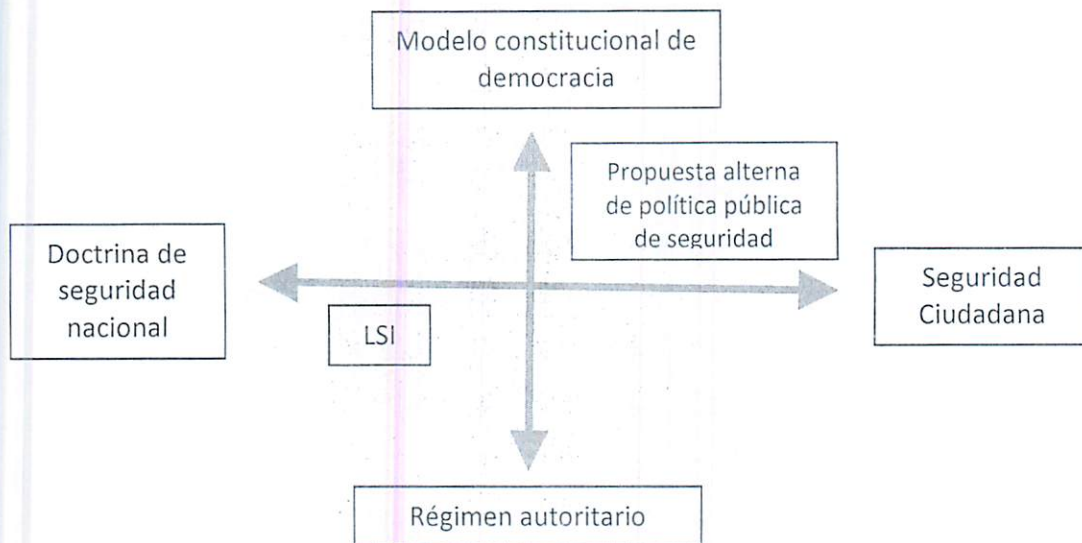 Modelo constitucional de
democracia
Propuesta alterna
de política pública
de seguridad
Doctrina de
seguridad
nacional
LSI
Seguridad
Ciudadana
Régimen autoritario